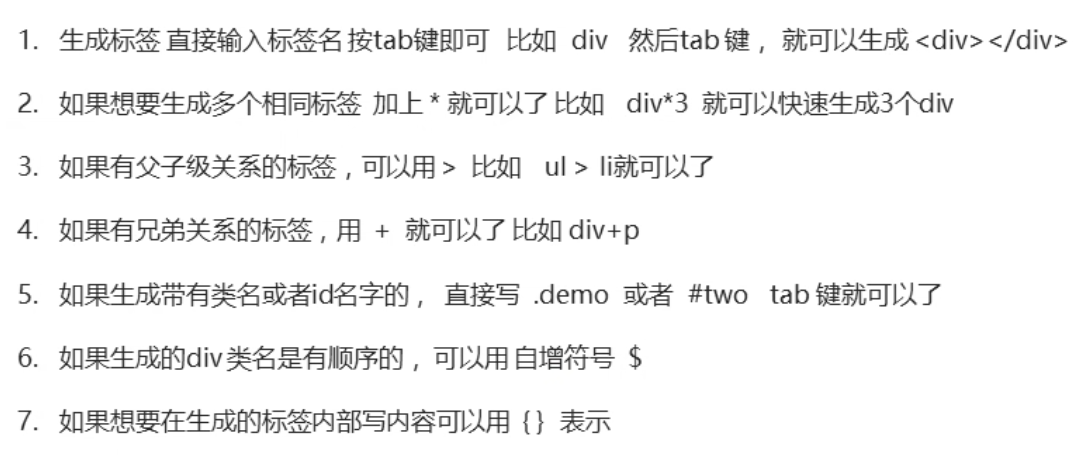 1. 生成标签 直接输入标签名 按tab键即可 比如 div 然后tab 键， 就可以生成 <div></div>
2. 如果想要生成多个相同标签 加上 * 就可以了 比如 div*3 就可以快速生成3个div
3. 如果有父子级关系的标签，可以用 > 比如 ul > li就可以了
4. 如果有兄弟关系的标签，用 + 就可以了 比如 div+p
5. 如果生成带有类名或者id名字的， 直接写 .demo 或者 #two tab 键就可以了
6. 如果生成的div 类名是有顺序的， 可以用 自增符号 $
7. 如果想要在生成的标签内部写内容可以用 { } 表示